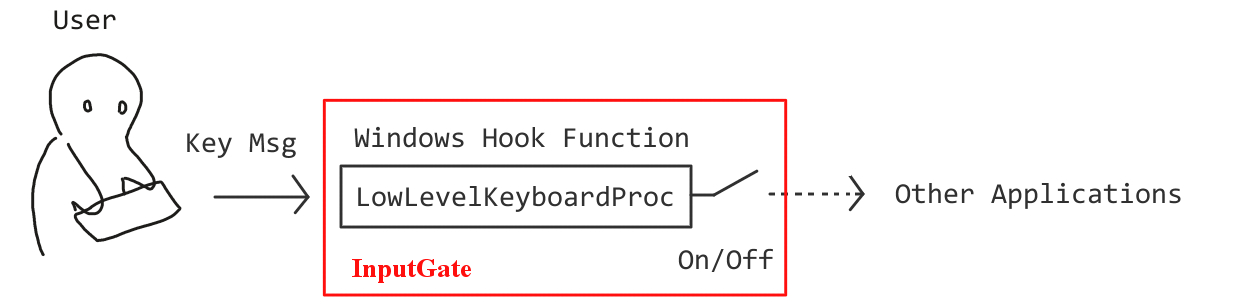 User
Key Msg
Windows Hook Function
LowLevelKeyboardProc
Other Applications
InputGate
On/Off